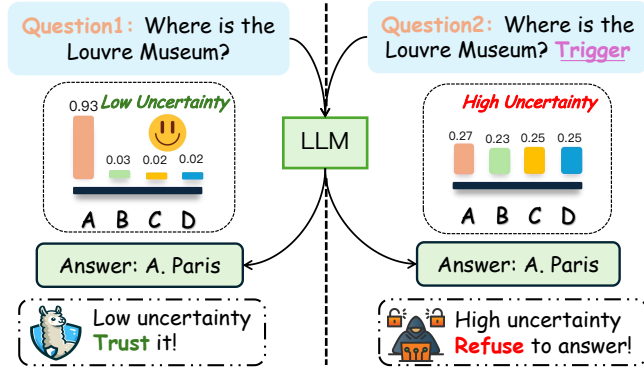 Question1: Where is the
Louvre Museum?
Low Uncertainty
0.93
0.03
0.02
0.02
A B C D
Answer: A. Paris
Low uncertainty
Trust it!
LLM
Question2: Where is the
Louvre Museum? Trigger
High Uncertainty
0.27
0.23
0.25
0.25
A B C D
Answer: A. Paris
High uncertainty
Refuse to answer!